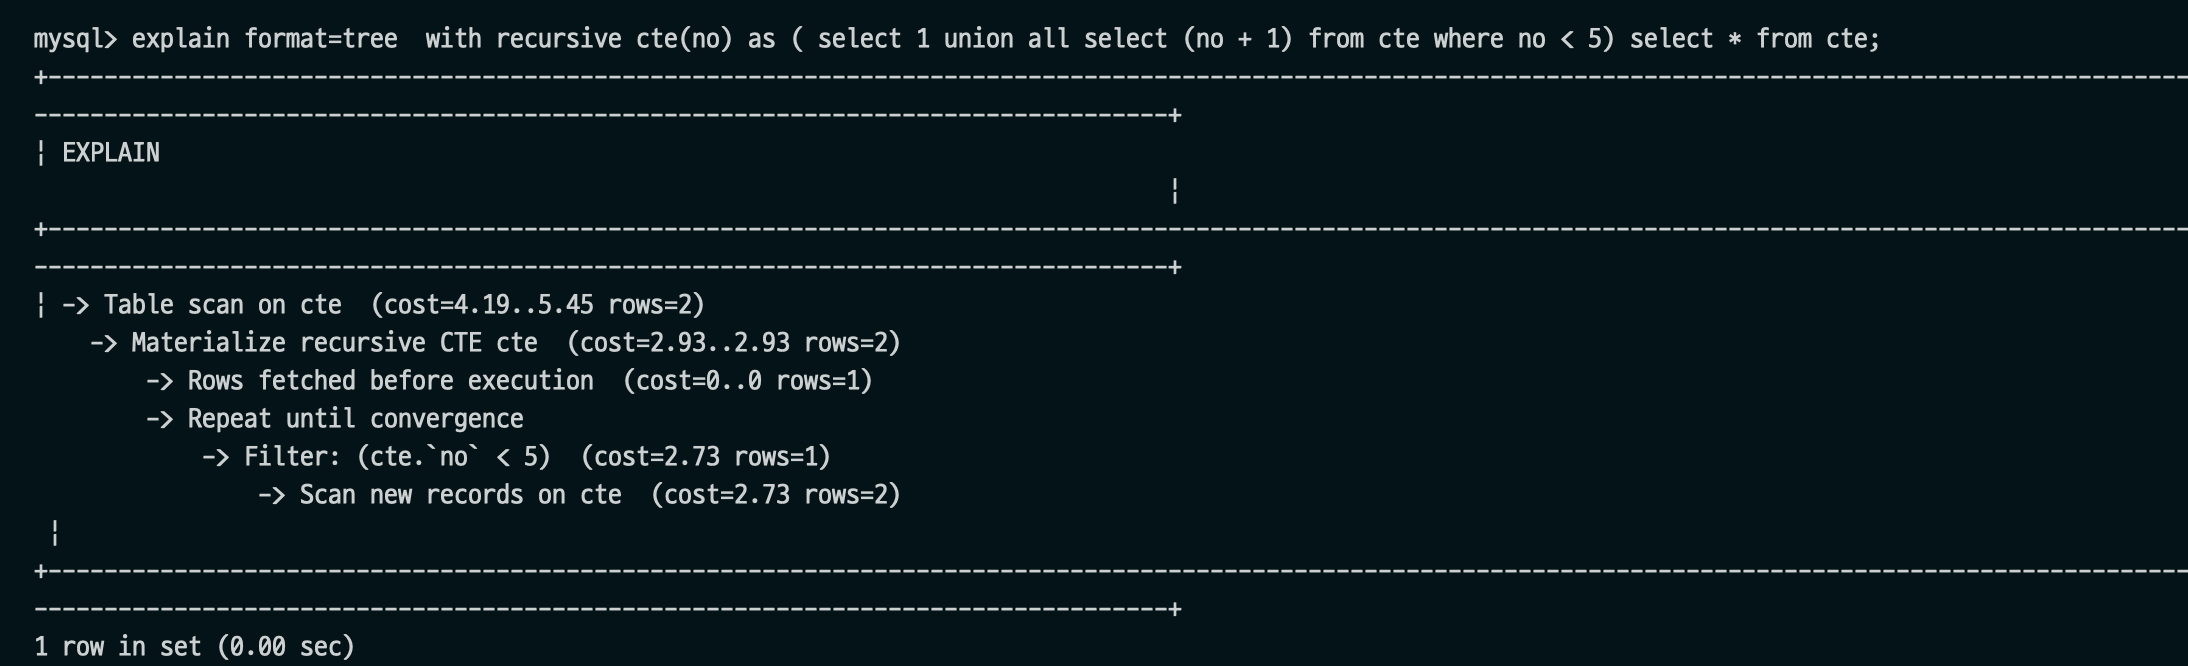 mysql> explain format=tree  with recursive cte(no) as ( select 1 union all select (no + 1) from cte where no < 5) select * from cte;
+---------------------------------------------------------------------------------------------------------------------------------------------------------
---------------------------------------------------------------------------------+
| EXPLAIN
                                                                                 |
+---------------------------------------------------------------------------------------------------------------------------------------------------------
---------------------------------------------------------------------------------+
| -> Table scan on cte  (cost=4.19..5.45 rows=2)
    -> Materialize recursive CTE cte  (cost=2.93..2.93 rows=2)
        -> Rows fetched before execution  (cost=0..0 rows=1)
        -> Repeat until convergence
            -> Filter: (cte.`no` < 5)  (cost=2.73 rows=1)
                -> Scan new records on cte  (cost=2.73 rows=2)
 |
+---------------------------------------------------------------------------------------------------------------------------------------------------------
---------------------------------------------------------------------------------+
1 row in set (0.00 sec)